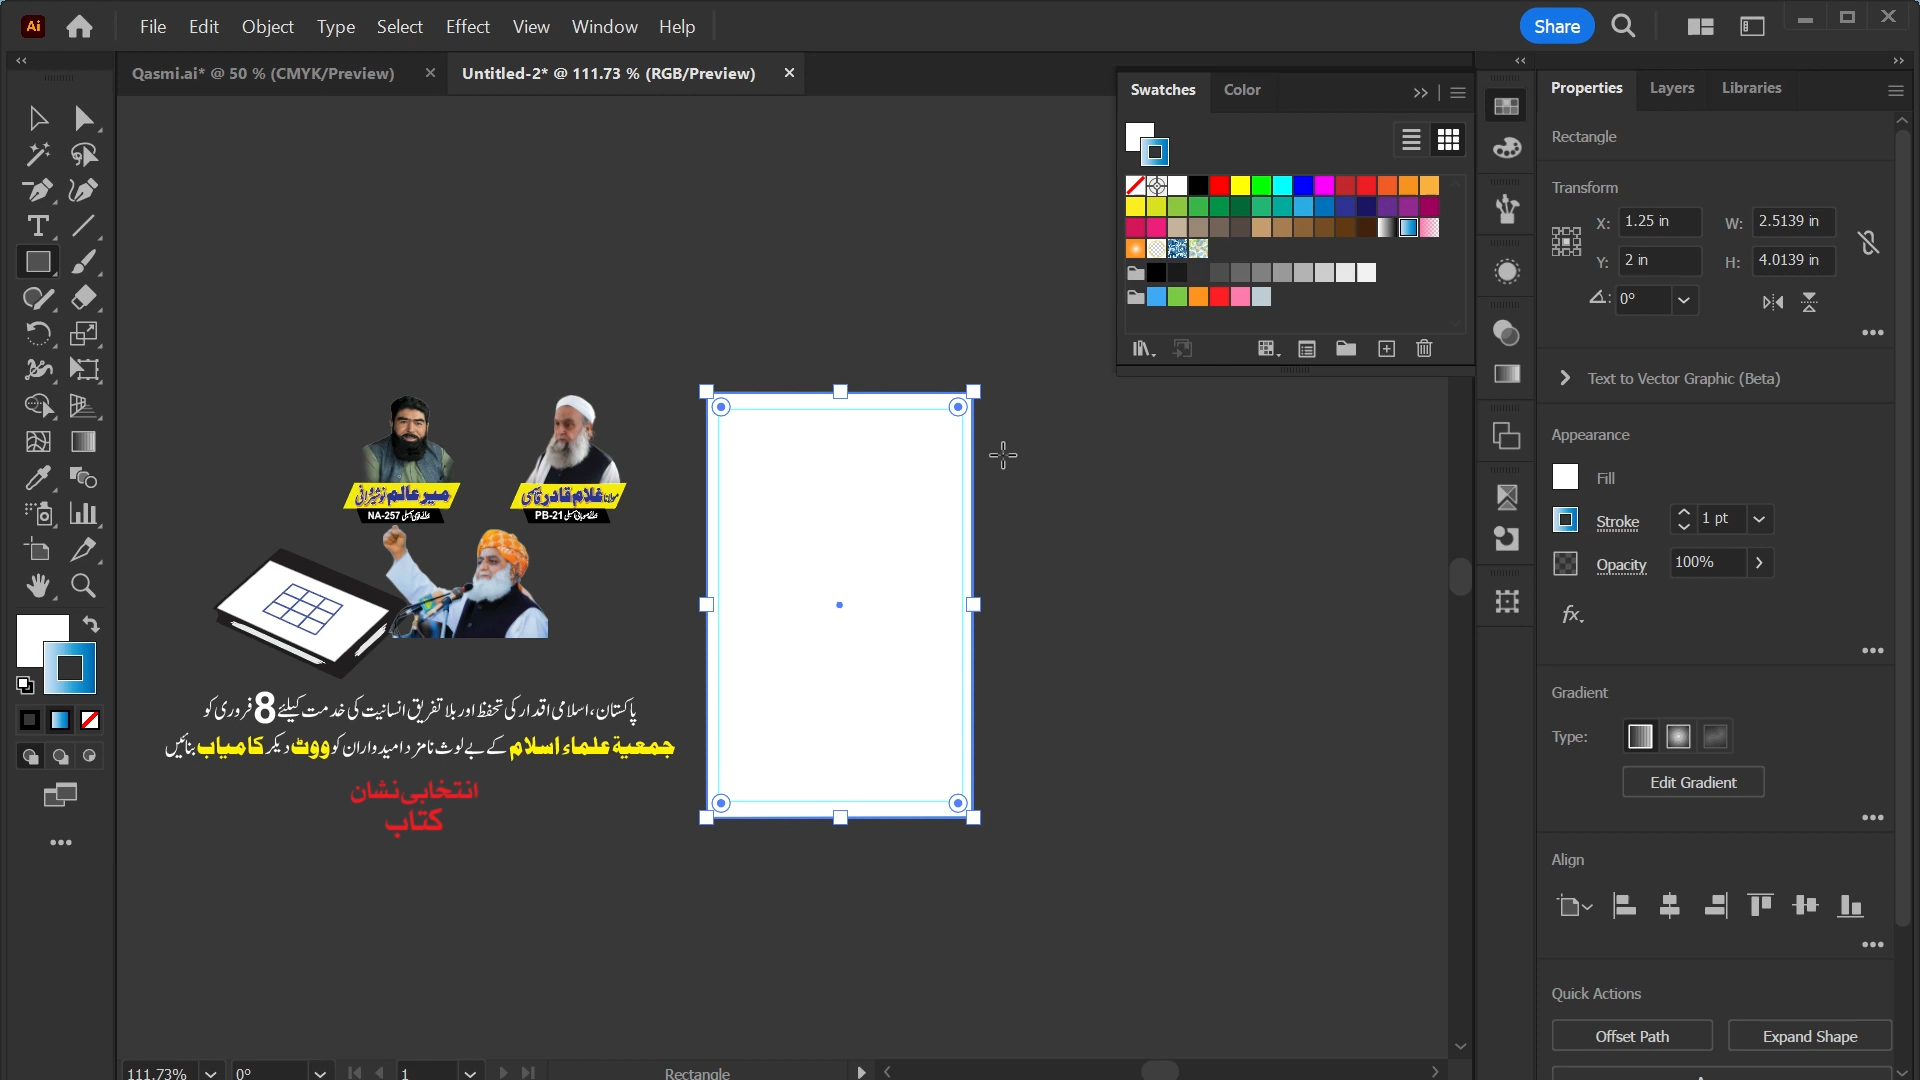 Ai File Edit Object Type Select Effect View Window Help Share
Qasmi.ai* @ 50 % (CMYK/Preview)
Untitled-2* @ 111.73 % (RGB/Preview)
Swatches Color
Properties Layers Libraries
Rectangle
Transform
X: 1.25 in W: 2.5139 in
Y: 2 in H: 4.0139 in
0°
Text to Vector Graphic (Beta)
Appearance
Fill
Stroke 1 pt
Opacity 100%
fx
Gradient
Type:
Edit Gradient
Align
Quick Actions
Offset Path Expand Shape
میر عالم نوشیروانی
NA-257
مولانا غلام قادر قاسمی
PB-21
پاکستان، اسلامی اقدار کی تحفظ اور بلا تفریق انسانیت کی خدمت کیلئے 8 فروری کو
جمعیة علماء اسلام کے بے لوث نامزد امیدواران کو ووٹ دیکر کامیاب بنائیں
انتخابی نشان
کتاب
111.73% 0° 1 Rectangle